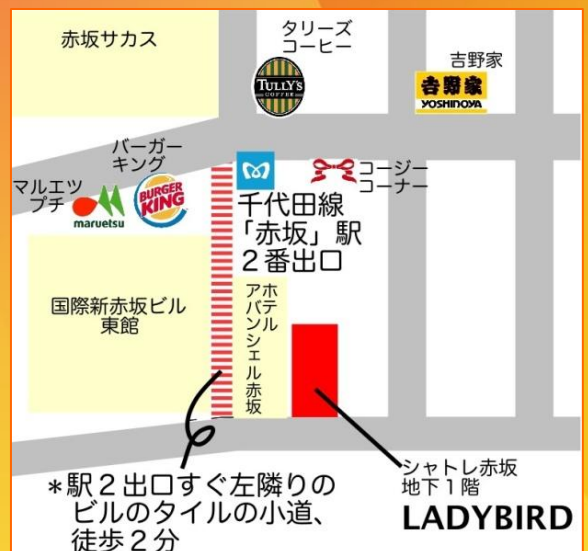 赤坂サカス
タリーズ
コーヒー
TULLY'S
COFFEE
吉野家
吉野家
YOSHINOYA
バーガー
キング
BURGER
KING
マルエツ
プチ
maruetsu
コージー
コーナー
千代田線
「赤坂」駅
2番出口
国際新赤坂ビル
東館
ホテル
アバンシェル赤坂
*駅2出口すぐ左隣りの
ビルのタイルの小道、
徒歩2分
シャトレ赤坂
地下1階
LADYBIRD